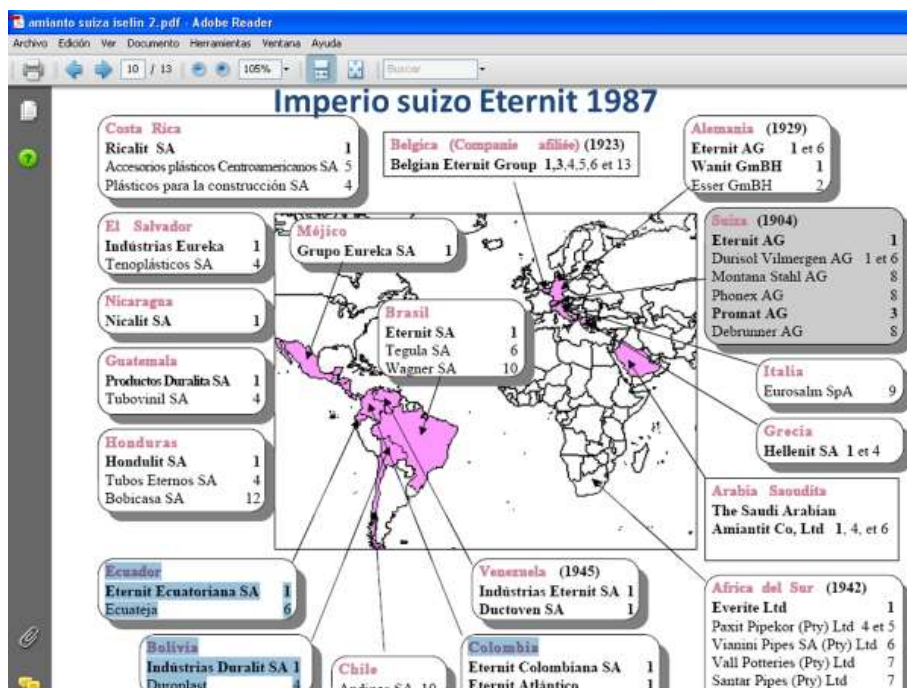 amianto suiza iselin 2.pdf - Adobe Reader
Archivo Edición Ver Documento Herramientas Ventana Ayuda
10 / 13 105% Buscar
Imperio suizo Eternit 1987
Costa Rica
Ricalit SA 1
Accesorios plásticos Centroamericanos SA 5
Plásticos para la construcción SA 4
Belgica (Companie afiliée) (1923)
Belgian Eternit Group 1,3,4,5,6 et 13
Alemania (1929)
Eternit AG 1 et 6
Wanit GmBH 1
Esser GmBH 2
El Salvador
Indústrias Eureka 1
Tenoplásticos SA 4
Méjico
Grupo Eureka SA 1
Suiza (1904)
Eternit AG 1
Durisol Vilmergen AG 1 et 6
Montana Stahl AG 8
Phonex AG 8
Promat AG 3
Debrunner AG 8
Nicaragna
Nicalit SA 1
Brasil
Eternit SA 1
Tegula SA 6
Wagner SA 10
Guatemala
Productos Duralita SA 1
Tubovinil SA 4
Italia
Eurosalm SpA 9
Honduras
Hondulit SA 1
Tubos Eternos SA 4
Bobicasa SA 12
Grecia
Hellenit SA 1 et 4
Arabia Saoudita
The Saudi Arabian
Amiantit Co, Ltd 1, 4, et 6
Ecuador
Eternit Ecuatoriana SA 1
Ecuateja 6
Venezuela (1945)
Indústrias Eternit SA 1
Ductoven SA 1
Africa del Sur (1942)
Everite Ltd 1
Paxit Pipekor (Pty) Ltd 4 et 5
Vianini Pipes SA (Pty) Ltd 6
Vall Potteries (Pty) Ltd 7
Santar Pipes (Pty) Ltd 7
Bolivia
Indústrias Duralit SA 1
Duroplast 4
Chile
Andinos SA 10
Colombia
Eternit Colombiana SA 1
Eternit Atlántico 1